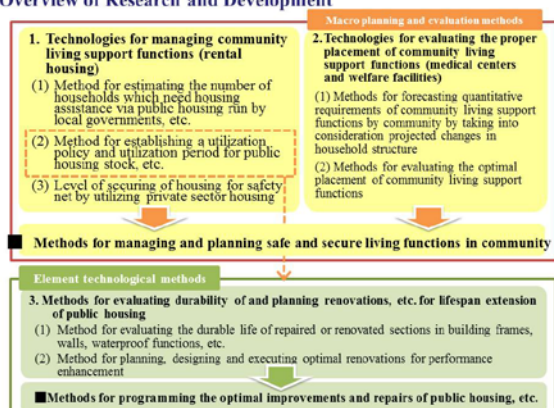 Overview of Research and Development
Macro planning and evaluation methods
1. Technologies for managing community
living support functions (rental
housing)
(1) Method for estimating the number of
households which need housing
assistance via public housing run by
local governments, etc.
(2) Method for establishing a utilization
policy and utilization period for public
housing stock, etc.
(3) Level of securing of housing for safety
net by utilizing private sector housing
2.Technologies for evaluating the proper
placement of community living
support functions (medical centers
and welfare facilities)
(1) Methods for forecasting quantitative
requirements of community living support
functions by community by taking into
consideration projected changes in
household structure
(2) Methods for evaluating the optimal
placement of community living support
functions
■ Methods for managing and planning safe and secure living functions in community
Element technological methods
3. Methods for evaluating durability of and planning renovations, etc. for lifespan extension
of public housing
(1) Method for evaluating the durable life of repaired or renovated sections in building frames,
walls, waterproof functions, etc.
(2) Method for planning, designing and executing optimal renovations for performance
enhancement
■Methods for programming the optimal improvements and repairs of public housing, etc.